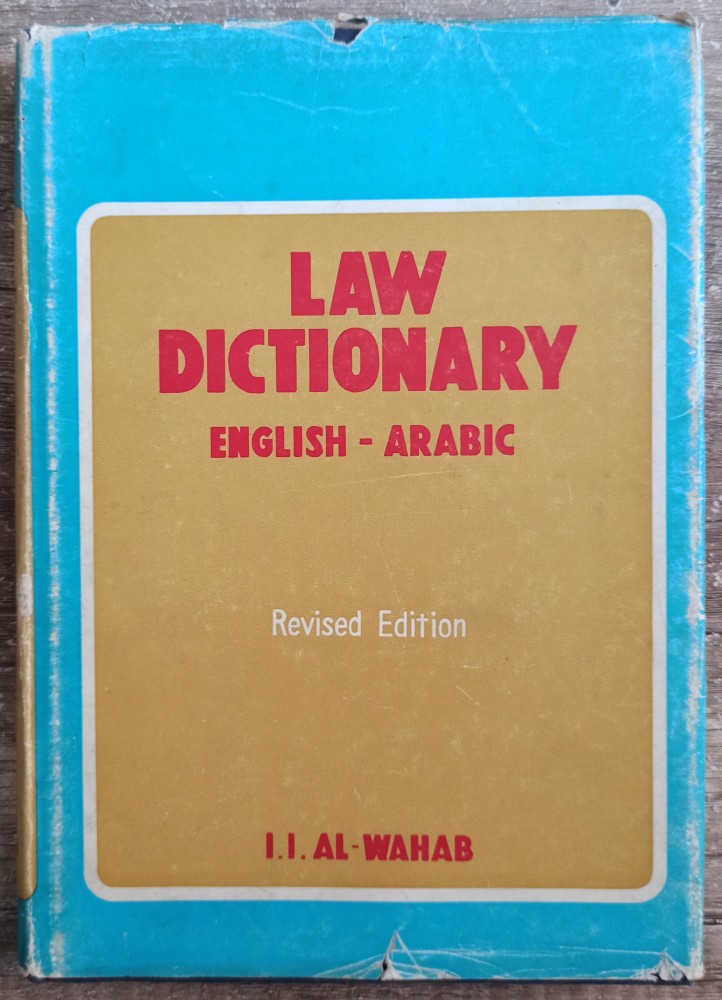 LAW
DICTIONARY
ENGLISH - ARABIC
Revised Edition
I.I. AL-WAHAB